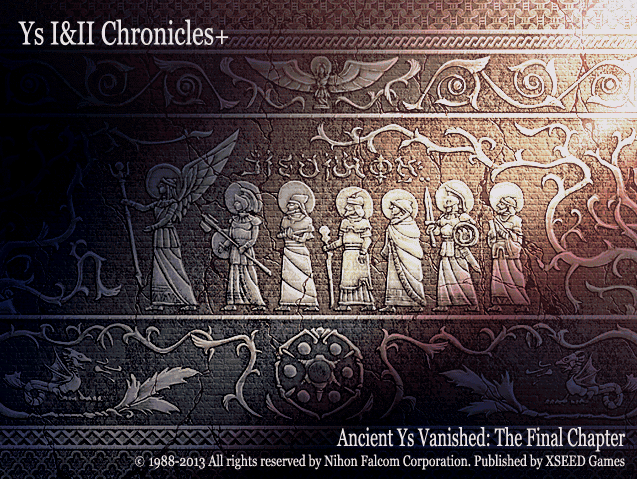 Ys I&II Chronicles+
Ancient Ys Vanished: The Final Chapter
© 1988-2013 All rights reserved by Nihon Falcom Corporation. Published by XSEED Games